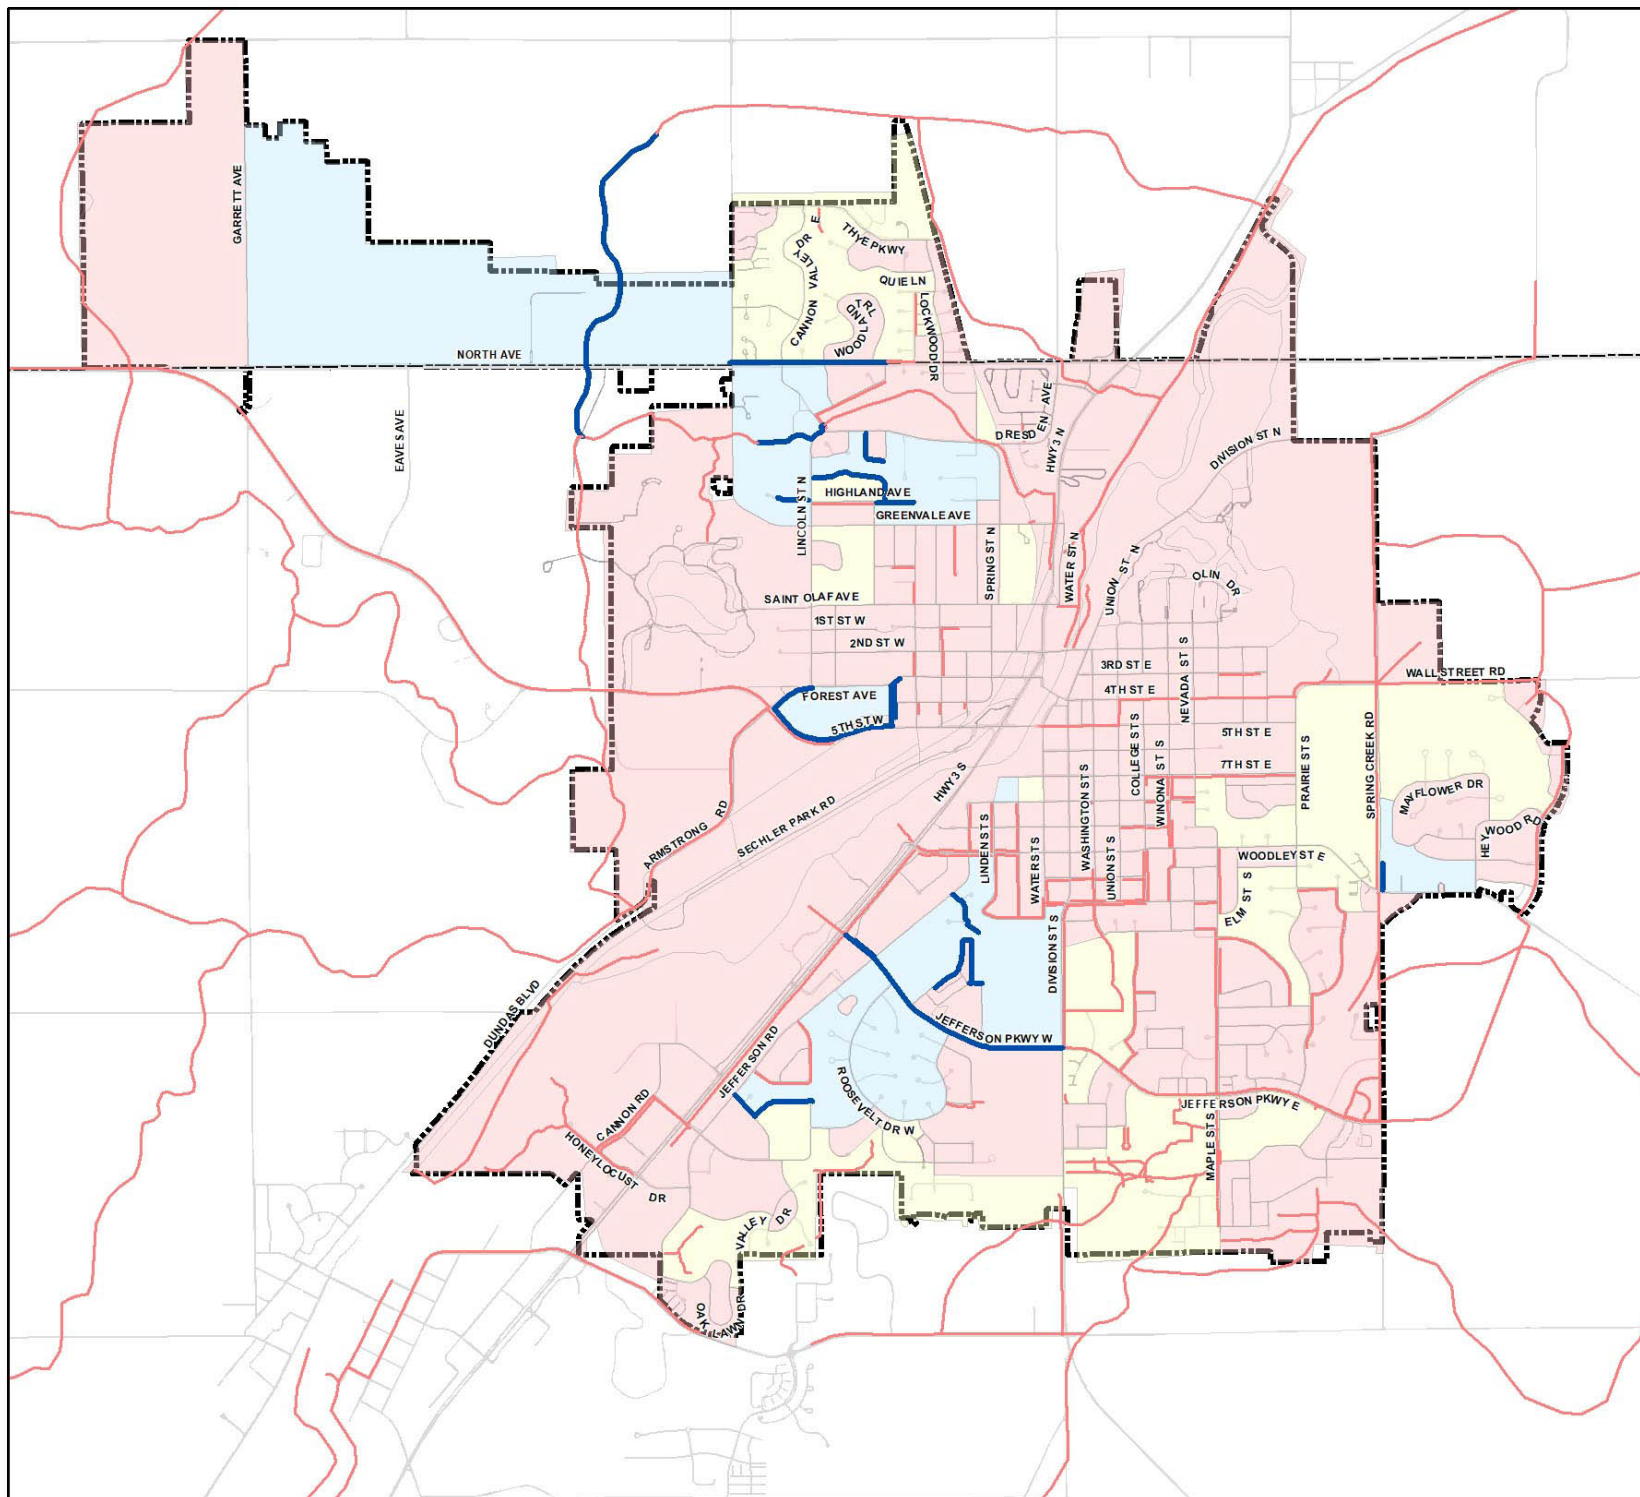 GARRETT AVE
CANNON VALLEY DR E
THYE PKWY
QUIE LN
WOODLAND TRL
LOCKWOOD DR
NORTH AVE
EAVES AVE
DRESDEN AVE
HWY 3 N
DIVISION ST N
HIGHLAND AVE
GREENVALE AVE
LINCOLN ST N
SPRING ST N
WATER ST N
UNION ST N
OLIN DR
SAINT OLAF AVE
1ST ST W
2ND ST W
3RD ST E
NEVADA ST S
WALL STREET RD
FOREST AVE
4TH ST E
5TH ST W
5TH ST E
COLLEGE ST S
WINONA ST S
7TH ST E
PRAIRIE ST S
SPRING CREEK RD
HWY 3 S
MAYFLOWER DR
HEYWOOD RD
ARMSTRONG RD
SECHLER PARK RD
WASHINGTON ST S
LINDEN ST S
WATER ST S
UNION ST S
WOODLEY ST E
ELM ST S
DIVISION ST S
DUNDAS BLVD
JEFFERSON PKWY W
JEFFERSON RD
ROOSEVELT DR W
CANNON RD
JEFFERSON PKWY E
MAPLE ST S
HONEYLOCUST DR
VALLEY DR
OAK LAWN DR